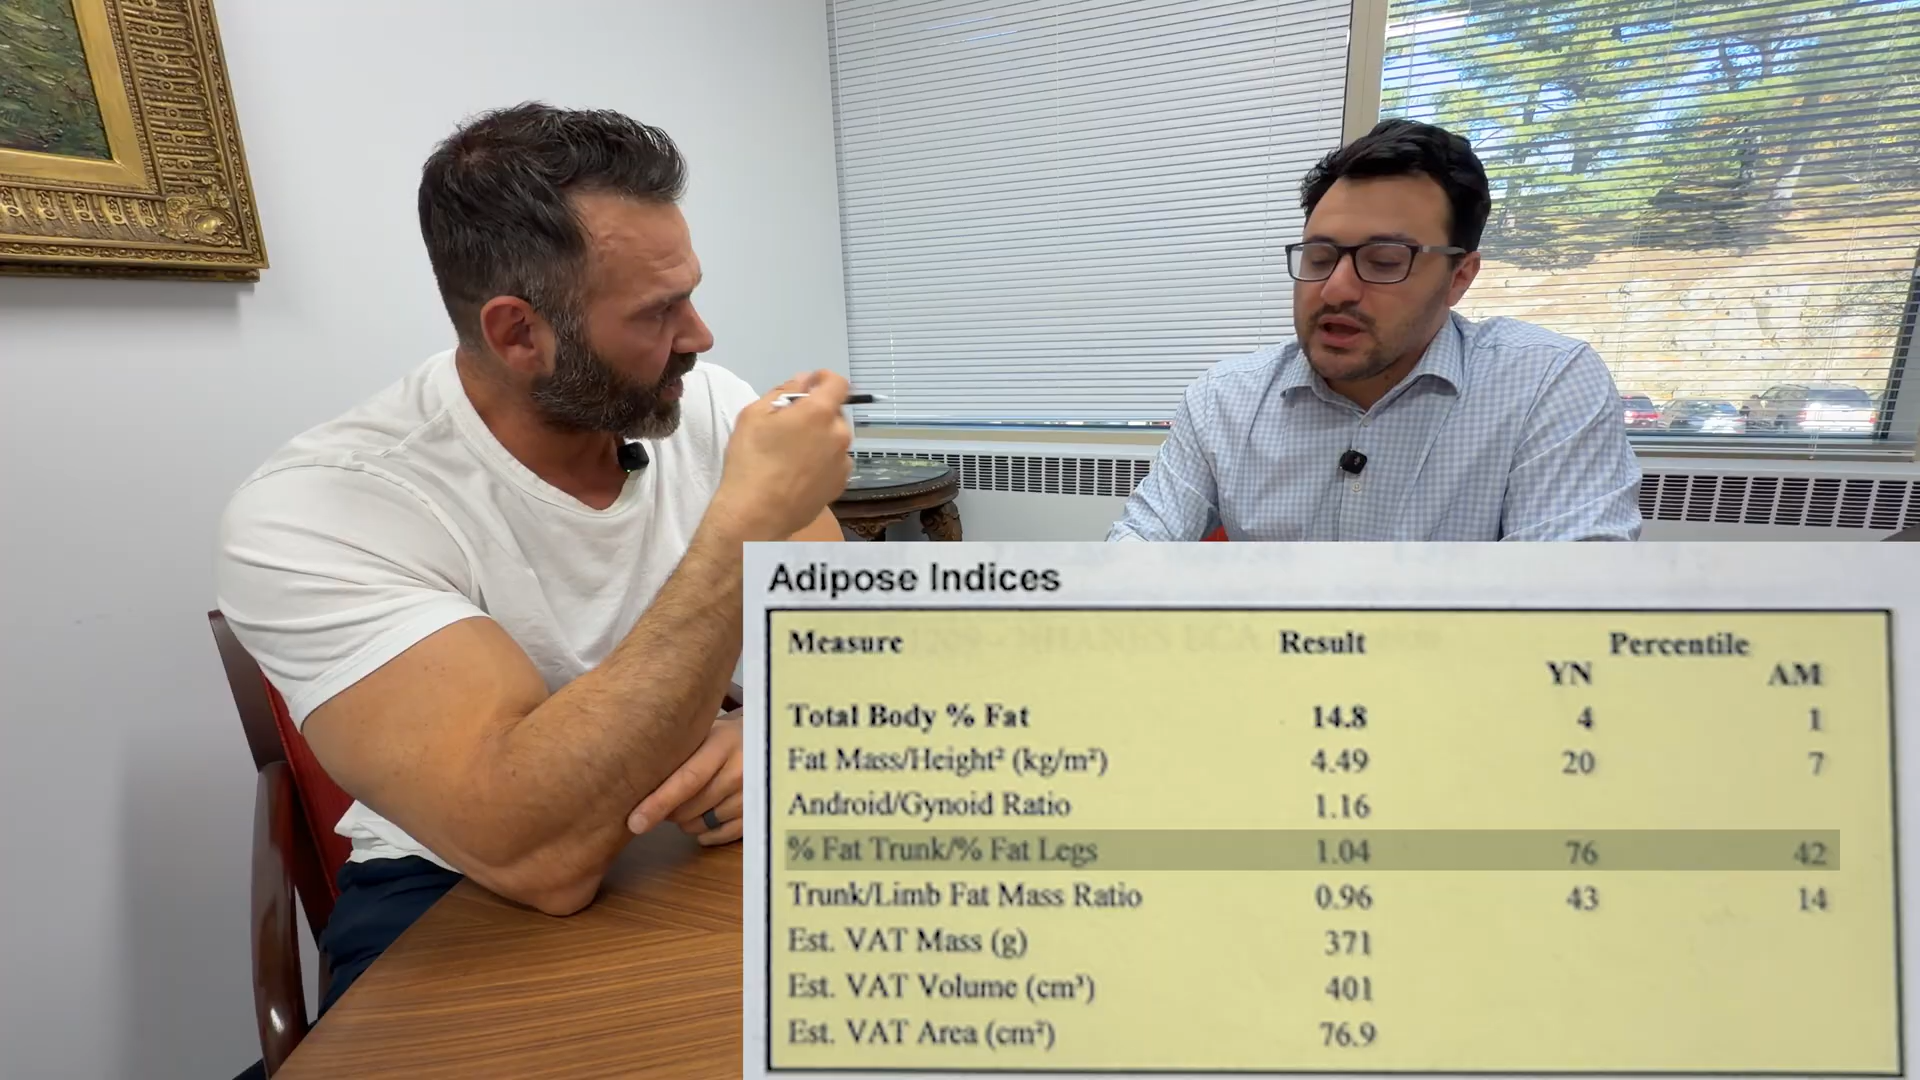 Adipose Indices
Measure Result Percentile
YN AM
Total Body % Fat 14.8 4 1
Fat Mass/Height² (kg/m²) 4.49 20 7
Android/Gynoid Ratio 1.16
% Fat Trunk/% Fat Legs 1.04 76 42
Trunk/Limb Fat Mass Ratio 0.96 43 14
Est. VAT Mass (g) 371
Est. VAT Volume (cm³) 401
Est. VAT Area (cm²) 76.9